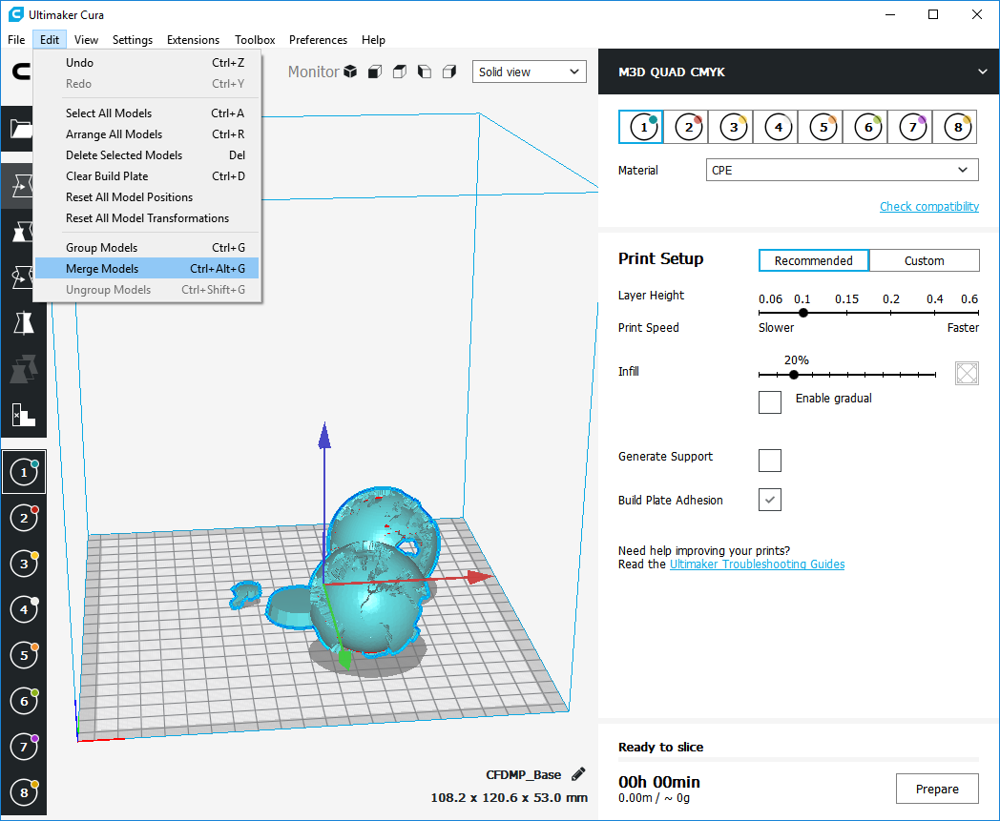 Ultimaker Cura
File Edit View Settings Extensions Toolbox Preferences Help
Undo Ctrl+Z
Redo Ctrl+Y
Select All Models Ctrl+A
Arrange All Models Ctrl+R
Delete Selected Models Del
Clear Build Plate Ctrl+D
Reset All Model Positions
Reset All Model Transformations
Group Models Ctrl+G
Merge Models Ctrl+Alt+G
Ungroup Models Ctrl+Shift+G
Monitor
Solid view
1
2
3
4
5
6
7
8
CFDMP_Base
108.2 x 120.6 x 53.0 mm
M3D QUAD CMYK
1 2 3 4 5 6 7 8
Material CPE
Check compatibility
Print Setup Recommended Custom
Layer Height 0.06 0.1 0.15 0.2 0.4 0.6
Print Speed Slower Faster
20%
Infill
Enable gradual
Generate Support
Build Plate Adhesion
Need help improving your prints?
Read the Ultimaker Troubleshooting Guides
Ready to slice
00h 00min
0.00m / ~ 0g
Prepare